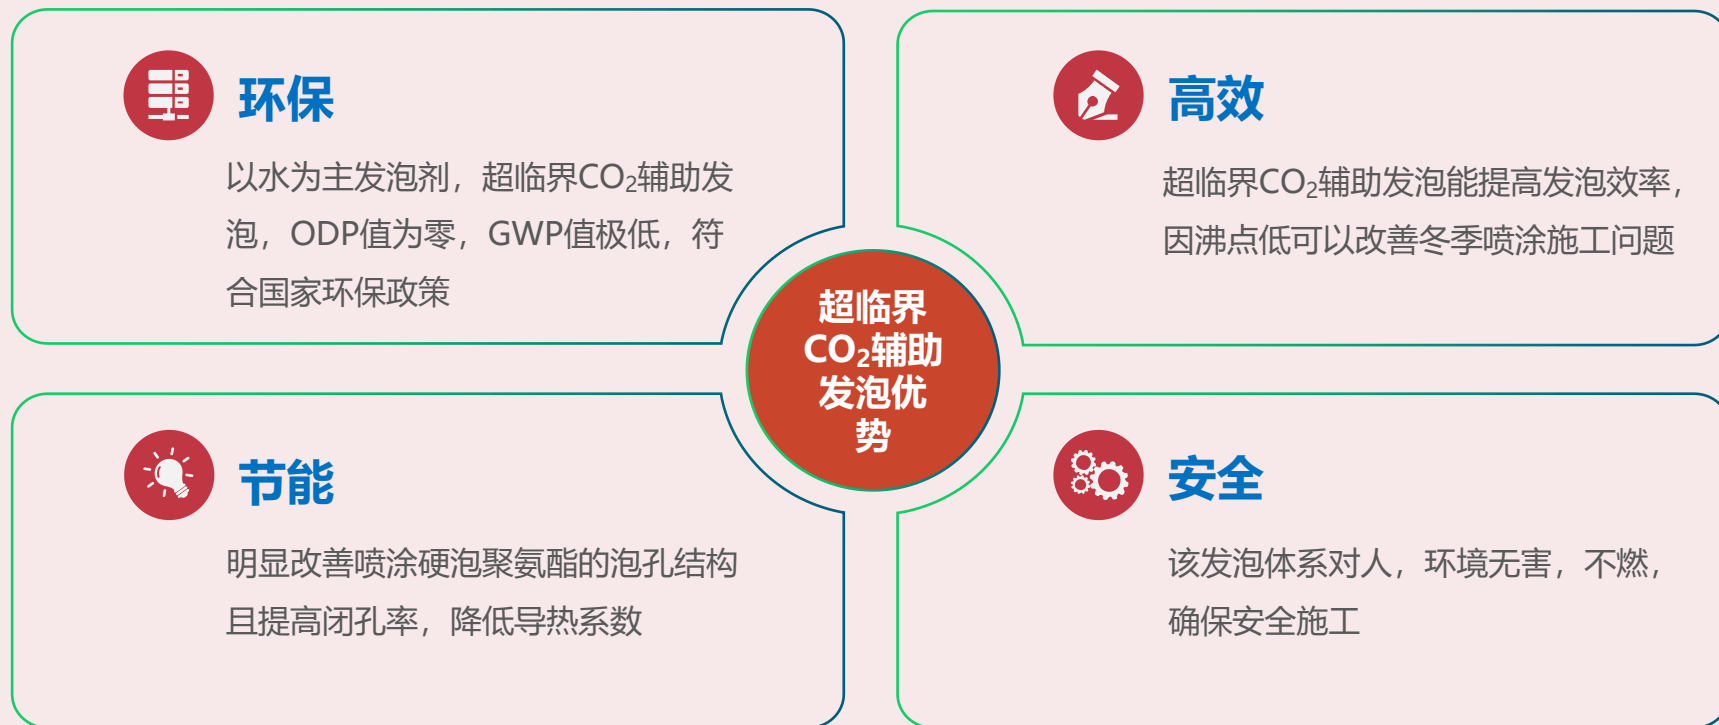 环保
以水为主发泡剂，超临界CO₂辅助发
泡，ODP值为零，GWP值极低，符
合国家环保政策
高效
超临界CO₂辅助发泡能提高发泡效率，
因沸点低可以改善冬季喷涂施工问题
超临界
CO₂辅助
发泡优
势
节能
明显改善喷涂硬泡聚氨酯的泡孔结构
且提高闭孔率，降低导热系数
安全
该发泡体系对人，环境无害，不燃，
确保安全施工